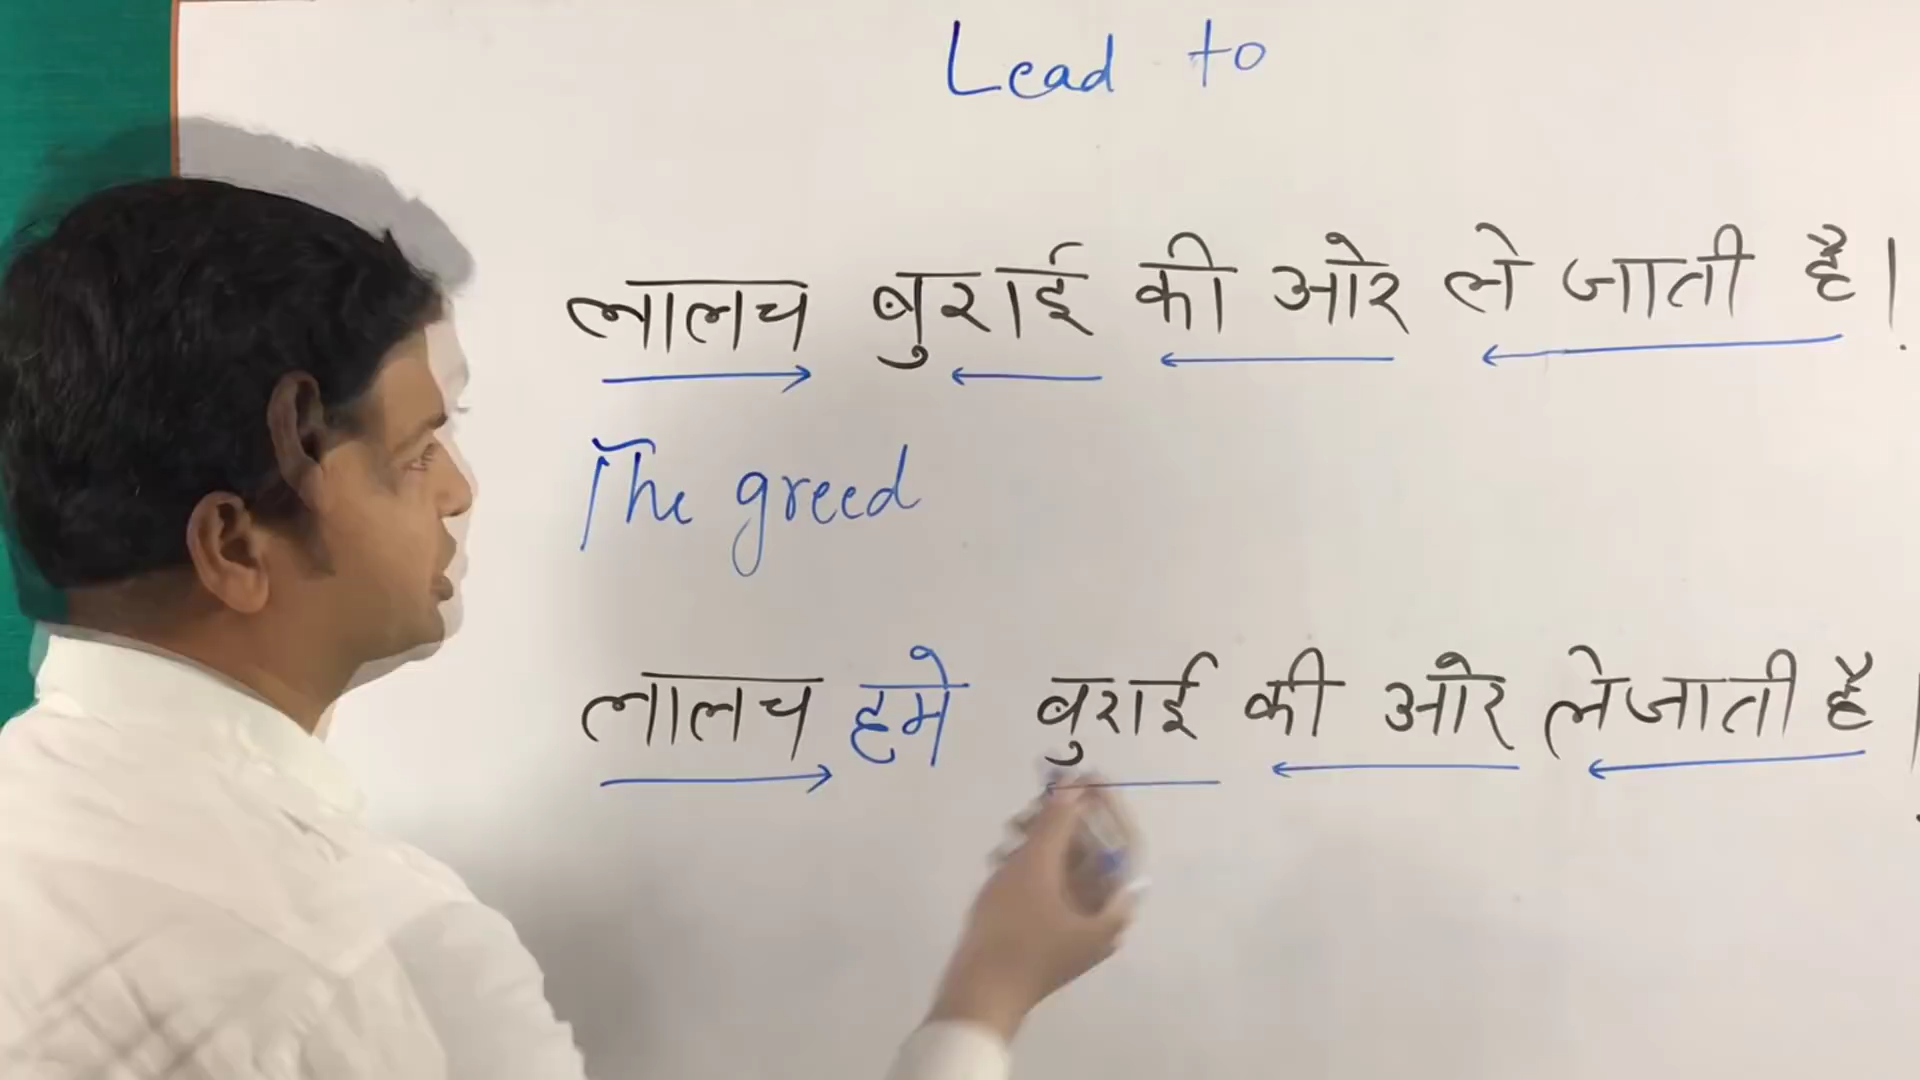 Lead to
लालच बुराई की ओर ले जाती है।
The greed
लालच हमे बुराई की ओर ले जाती है।